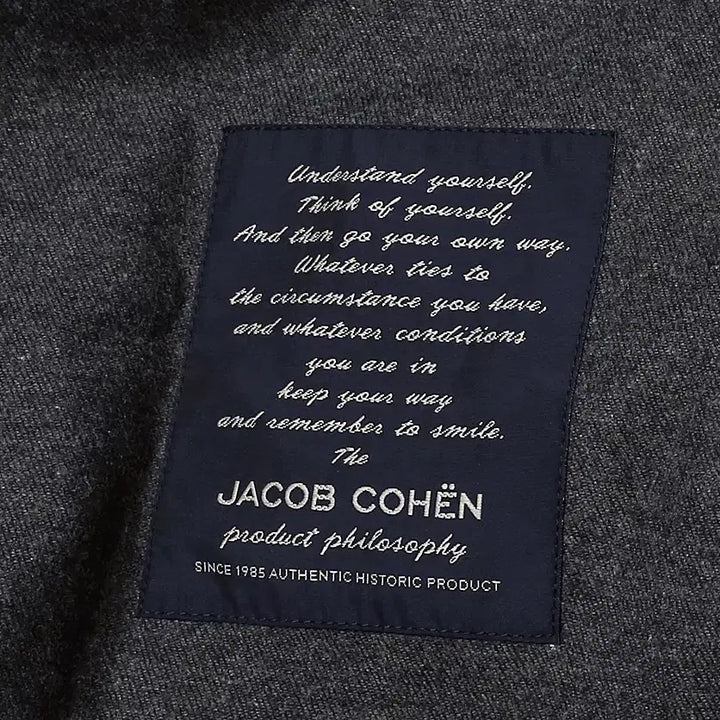 Understand yourself.
Think of yourself.
And then go your own way.
Whatever ties to
the circumstance you have,
and whatever conditions
you are in
keep your way
and remember to smile.
The
JACOB COHËN
product philosophy
SINCE 1985 AUTHENTIC HISTORIC PRODUCT